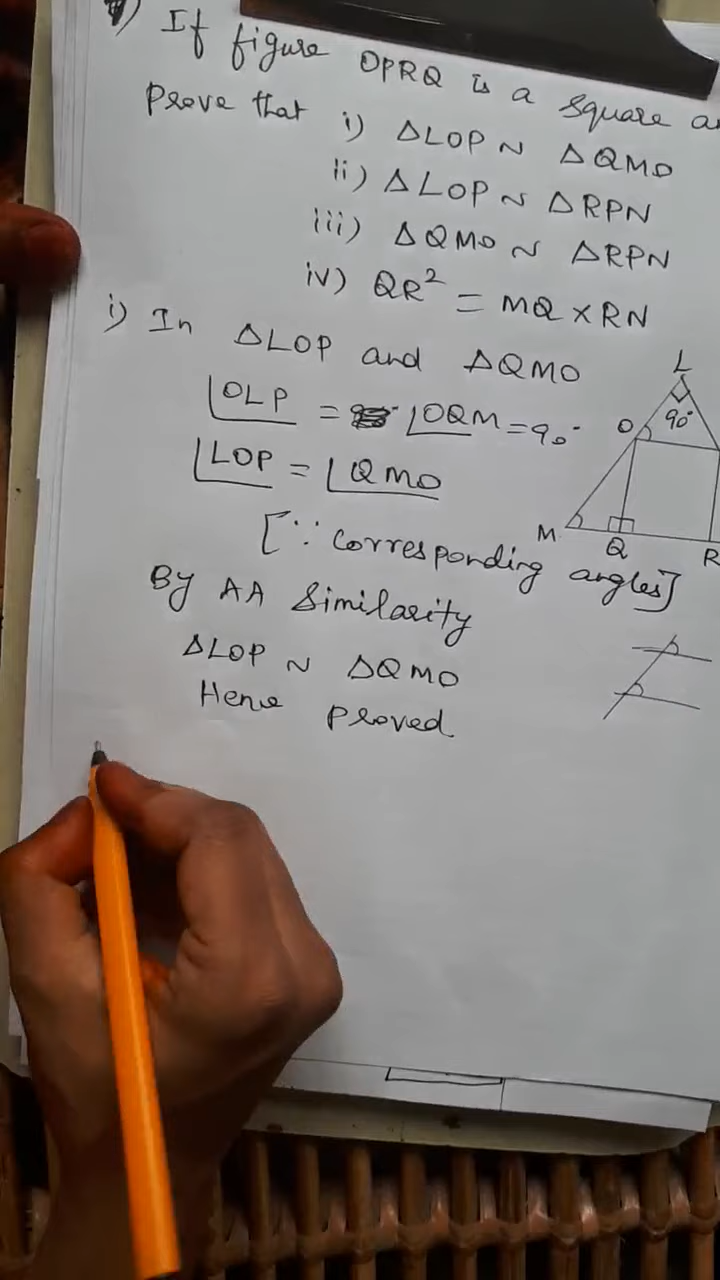 If figure OPRQ is a square
Prove that i) ΔLOP ~ ΔQMO
ii) ΔLOP ~ ΔRPN
iii) ΔQMO ~ ΔRPN
iv) QR² = MQ × RN
i) In ΔLOP and ΔQMO
∠OLP = ∠OQM = 90°
∠LOP = ∠QMO
[∵ corresponding angles]
By AA Similarity
ΔLOP ~ ΔQMO
Hence proved
L
90°
O
M
Q
R